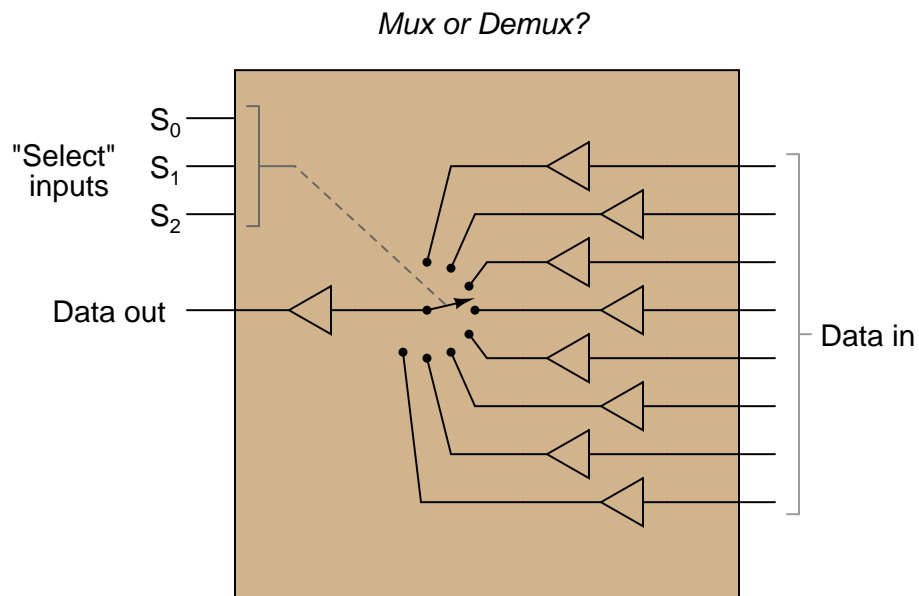 Mux or Demux?
S0
"Select"
inputs
S1
S2
Data out
Data in